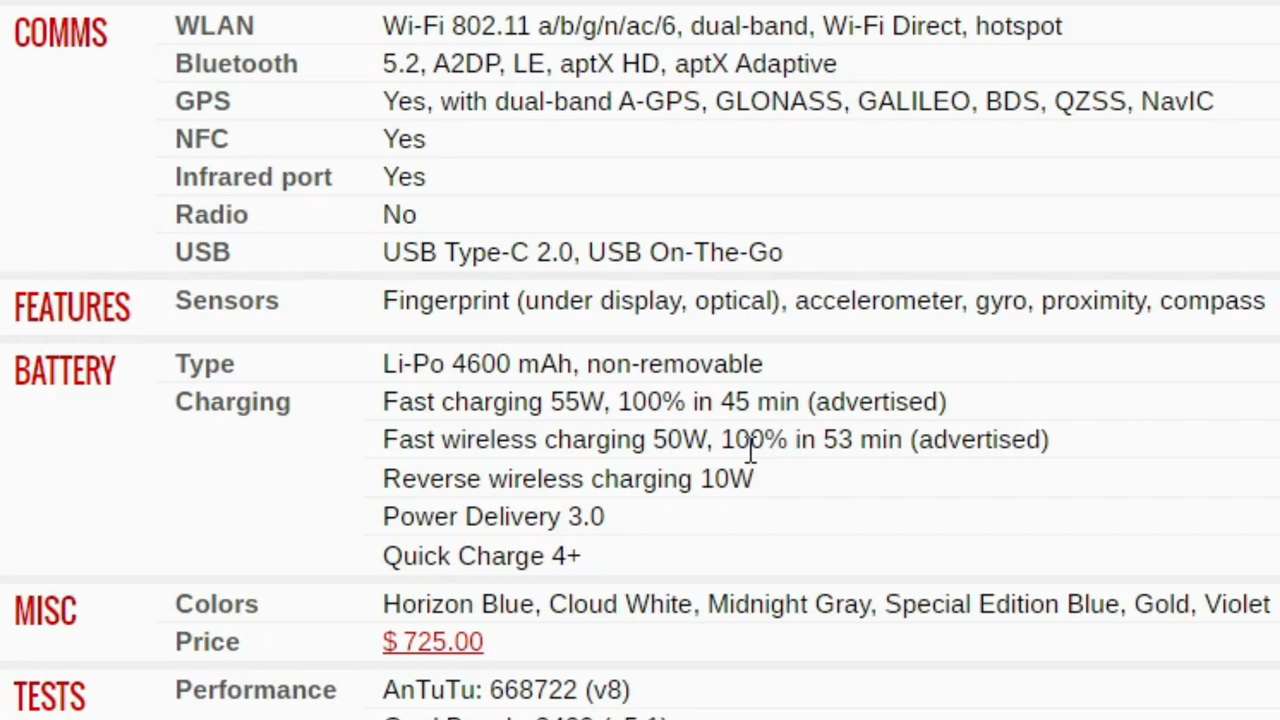 COMMS WLAN Wi-Fi 802.11 a/b/g/n/ac/6, dual-band, Wi-Fi Direct, hotspot
Bluetooth 5.2, A2DP, LE, aptX HD, aptX Adaptive
GPS Yes, with dual-band A-GPS, GLONASS, GALILEO, BDS, QZSS, NavIC
NFC Yes
Infrared port Yes
Radio No
USB USB Type-C 2.0, USB On-The-Go
FEATURES Sensors Fingerprint (under display, optical), accelerometer, gyro, proximity, compass
BATTERY Type Li-Po 4600 mAh, non-removable
Charging Fast charging 55W, 100% in 45 min (advertised)
Fast wireless charging 50W, 100% in 53 min (advertised)
Reverse wireless charging 10W
Power Delivery 3.0
Quick Charge 4+
MISC Colors Horizon Blue, Cloud White, Midnight Gray, Special Edition Blue, Gold, Violet
Price $ 725.00
TESTS Performance AnTuTu: 668722 (v8)